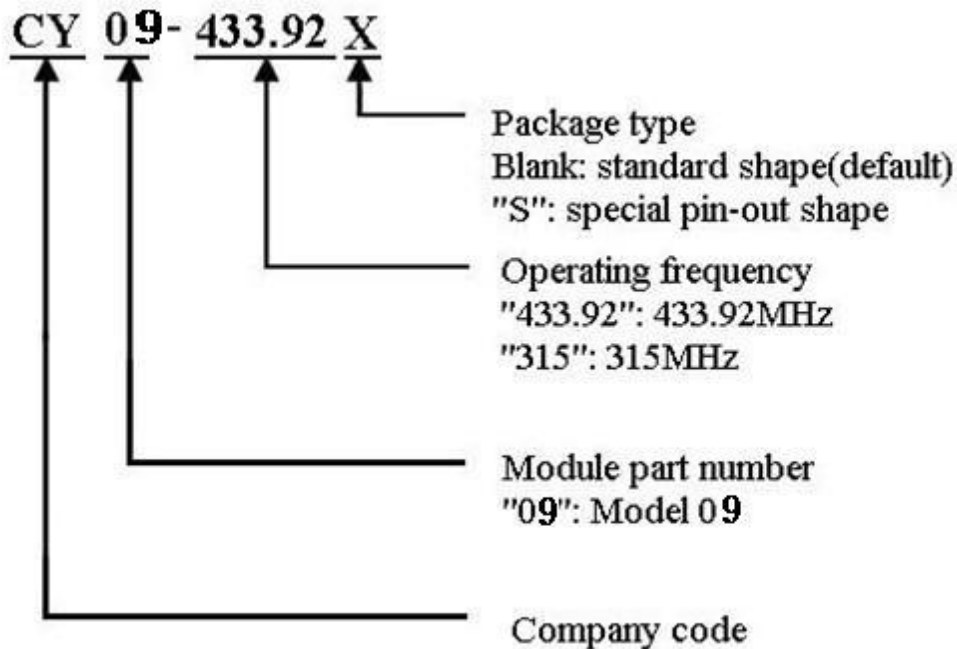 CY 09- 433.92 X
Package type
Blank: standard shape(default)
"S": special pin-out shape
Operating frequency
"433.92": 433.92MHz
"315": 315MHz
Module part number
"09": Model 09
Company code